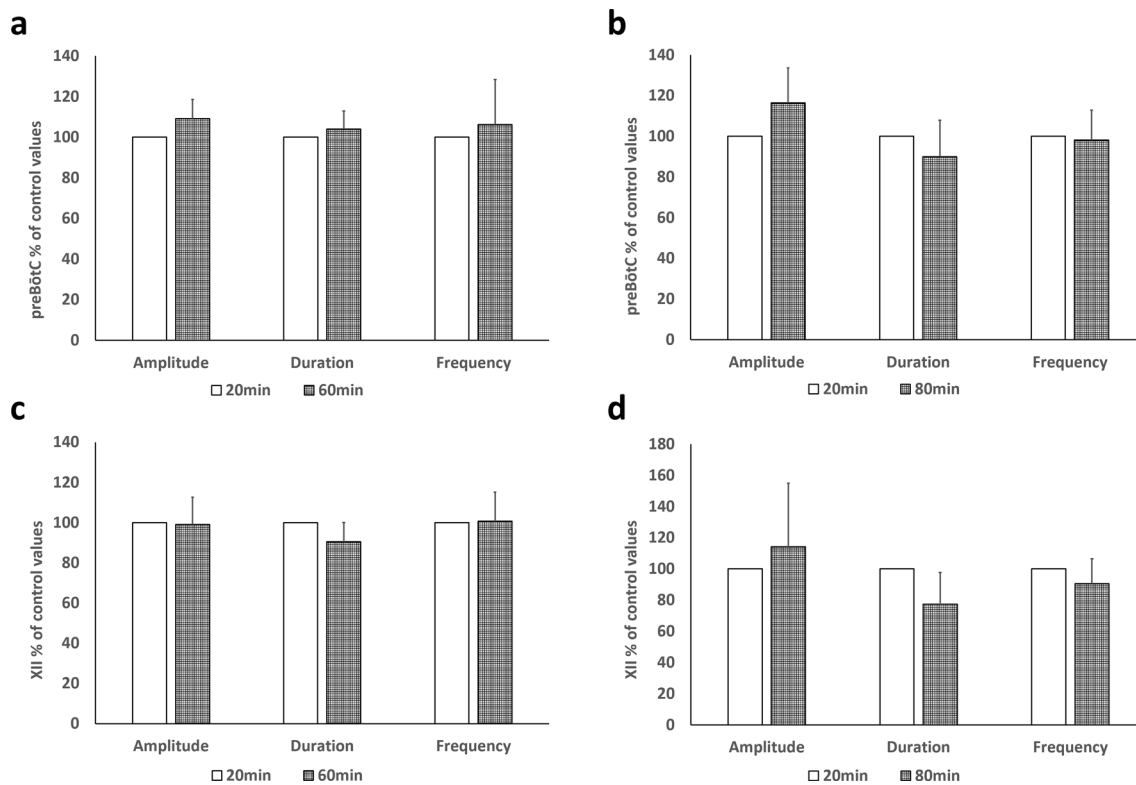 a
preBötC % of control values
140
120
100
80
60
40
20
0
Amplitude Duration Frequency
20min 60min
b
preBötC % of control values
140
120
100
80
60
40
20
0
Amplitude Duration Frequency
20min 80min
c
XII % of control values
140
120
100
80
60
40
20
0
Amplitude Duration Frequency
20min 60min
d
XII % of control values
180
160
140
120
100
80
60
40
20
0
Amplitude Duration Frequency
20min 80min